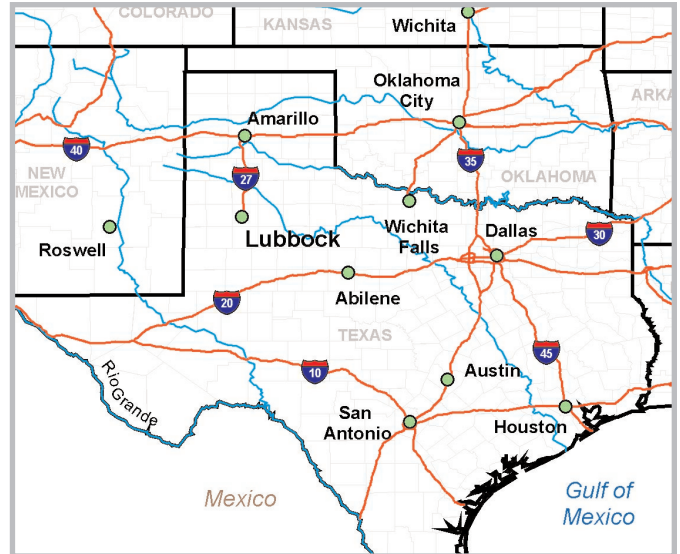 COLORADO
KANSAS
Wichita
Oklahoma
City
ARKA
Amarillo
40
35
27
NEW
MEXICO
OKLAHOMA
Roswell
Lubbock
Wichita
Falls
Dallas
30
20
Abilene
TEXAS
45
10
Austin
Rio Grande
San
Antonio
Houston
Mexico
Gulf of
Mexico